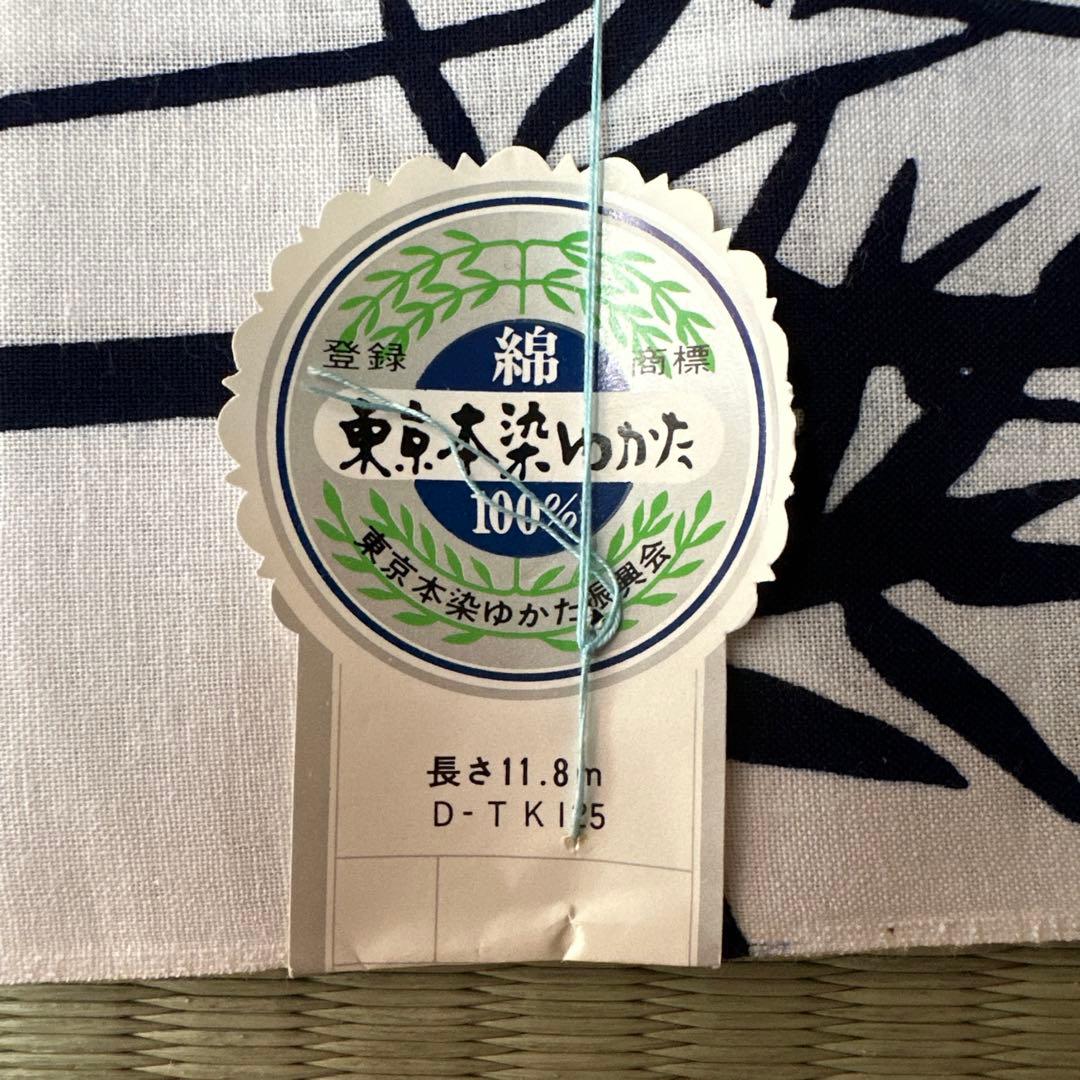 綿
登録 商標
東京本染ゆかた
100%
東京本染ゆかた振興会
長さ11.8m
D-TK125